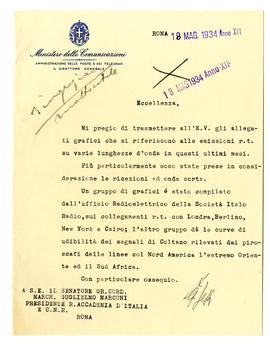 ROMA
19 MAG. 1934 Anno XII
Ministero delle Comunicazioni
AMMINISTRAZIONE DELLE POSTE E DEI TELEGRAFI
IL DIRETTORE GENERALE
19 MAG. 1934 Anno XII
Eccellenza,
Mi pregio di trasmettere all'E.V. gli allega
ti grafici che si riferiscono alle emissioni r.t.
su varie lunghezze d'onda in questi ultimi mesi.
Più particolarmente sono state prese in conside
razione le ricezioni ad onda corta.
Un gruppo di grafici é stato compilato
dall'ufficio Radioelettrico della Società Italo
Radio, sui collegamenti r.t. con Londra, Berlino,
New York e Cairo; l'altro gruppo dà le curve di
udibilità dei segnali di Coltano rilevati dai piro
scafi delle linee col Nord America l'estremo Orien
te ed il Sud Africa.
Con particolare ossequio.
A S.E. IL SENATORE GR. CORD.
MARCH. GUGLIELMO MARCONI
PRESIDENTE R. ACCADEMIA D'ITALIA
E C.N.R.
ROMA